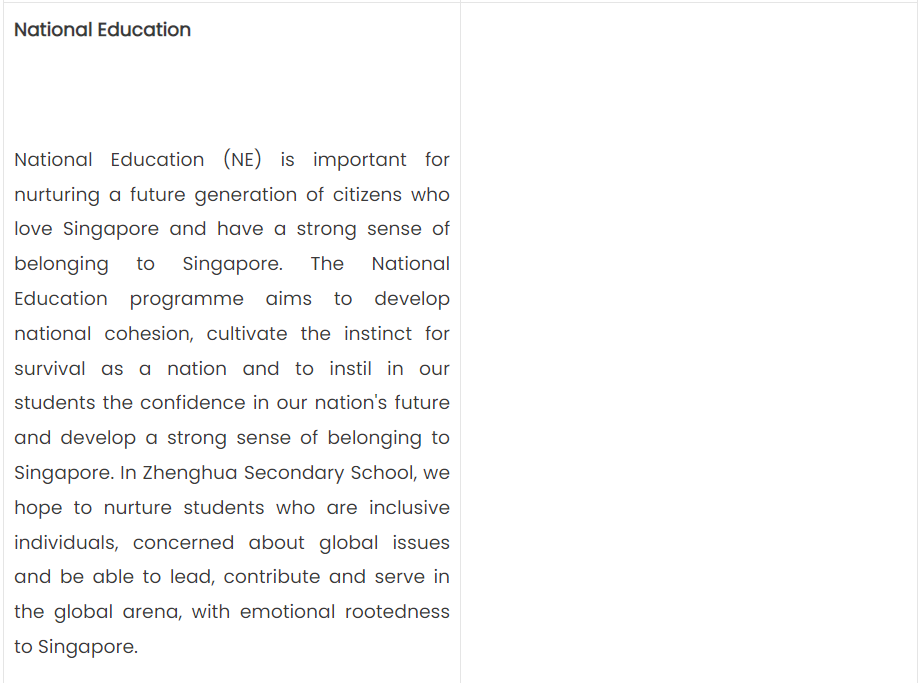 National Education
National Education (NE) is important for
nurturing a future generation of citizens who
love Singapore and have a strong sense of
belonging to Singapore. The National
Education programme aims to develop
national cohesion, cultivate the instinct for
survival as a nation and to instil in our
students the confidence in our nation's future
and develop a strong sense of belonging to
Singapore. In Zhenghua Secondary School, we
hope to nurture students who are inclusive
individuals, concerned about global issues
and be able to lead, contribute and serve in
the global arena, with emotional rootedness
to Singapore.